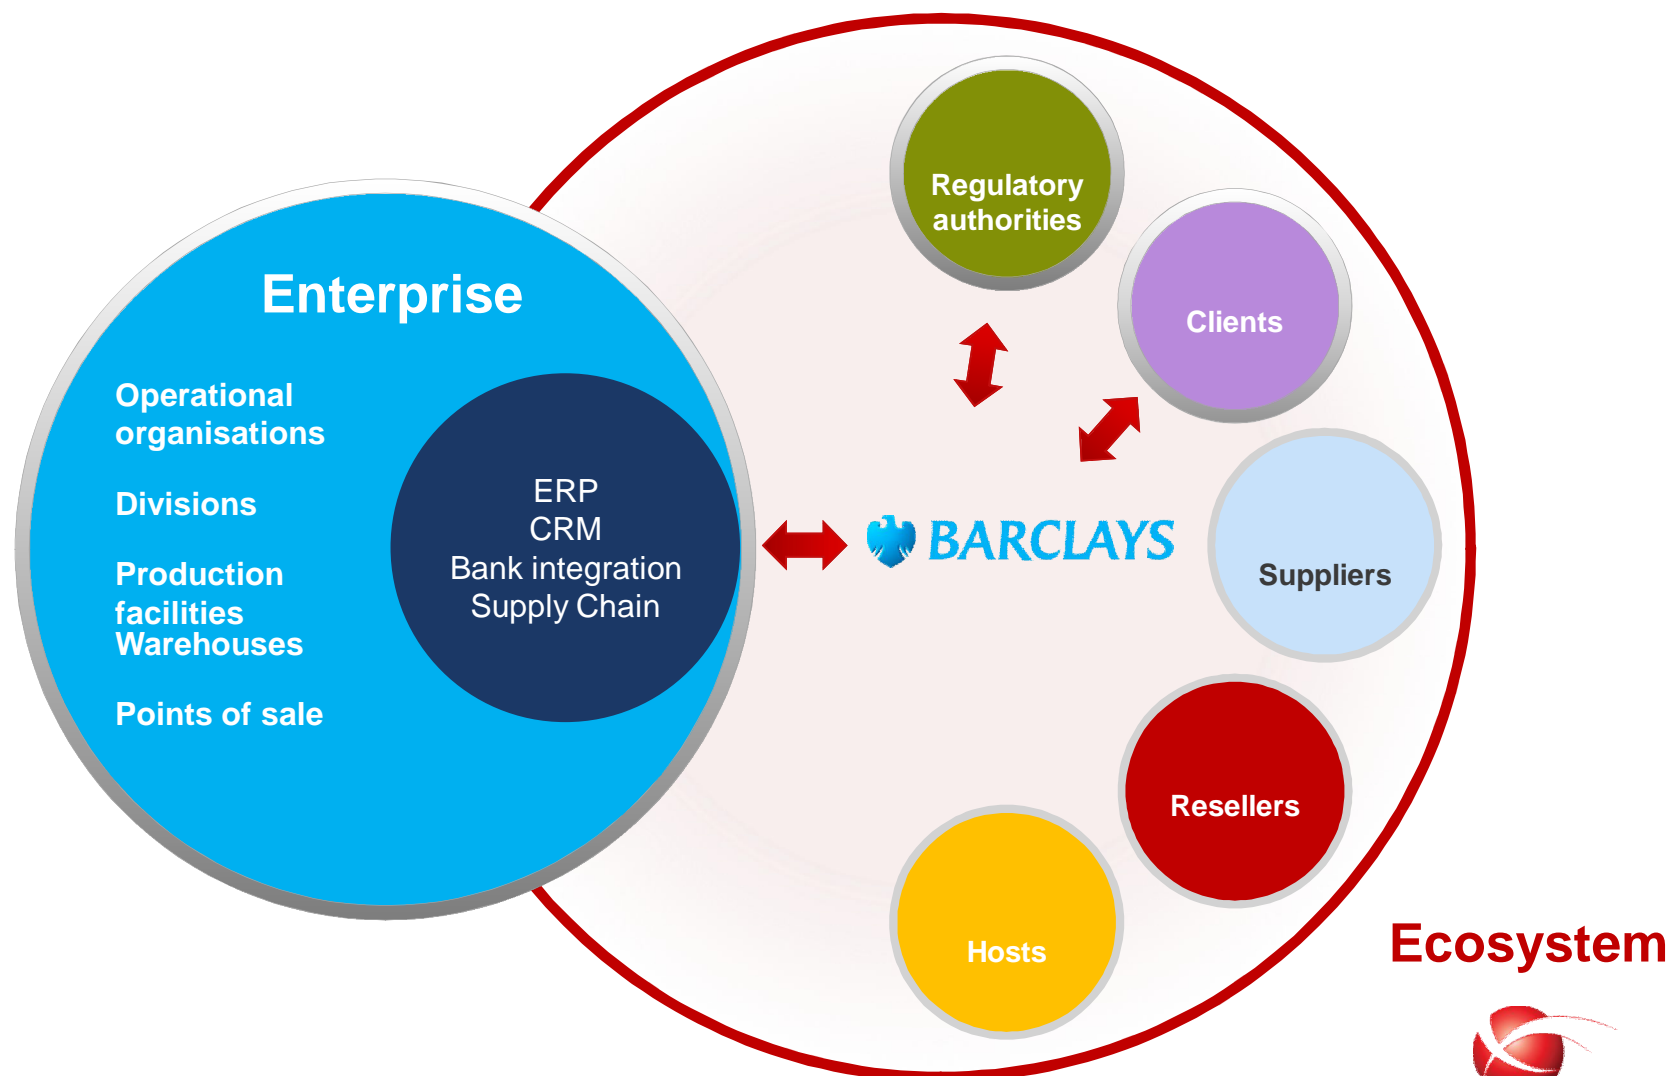 Enterprise
Operational
organisations
Divisions
Production
facilities
Warehouses
Points of sale
ERP
CRM
Bank integration
Supply Chain
BARCLAYS
Regulatory
authorities
Clients
Suppliers
Resellers
Hosts
Ecosystem